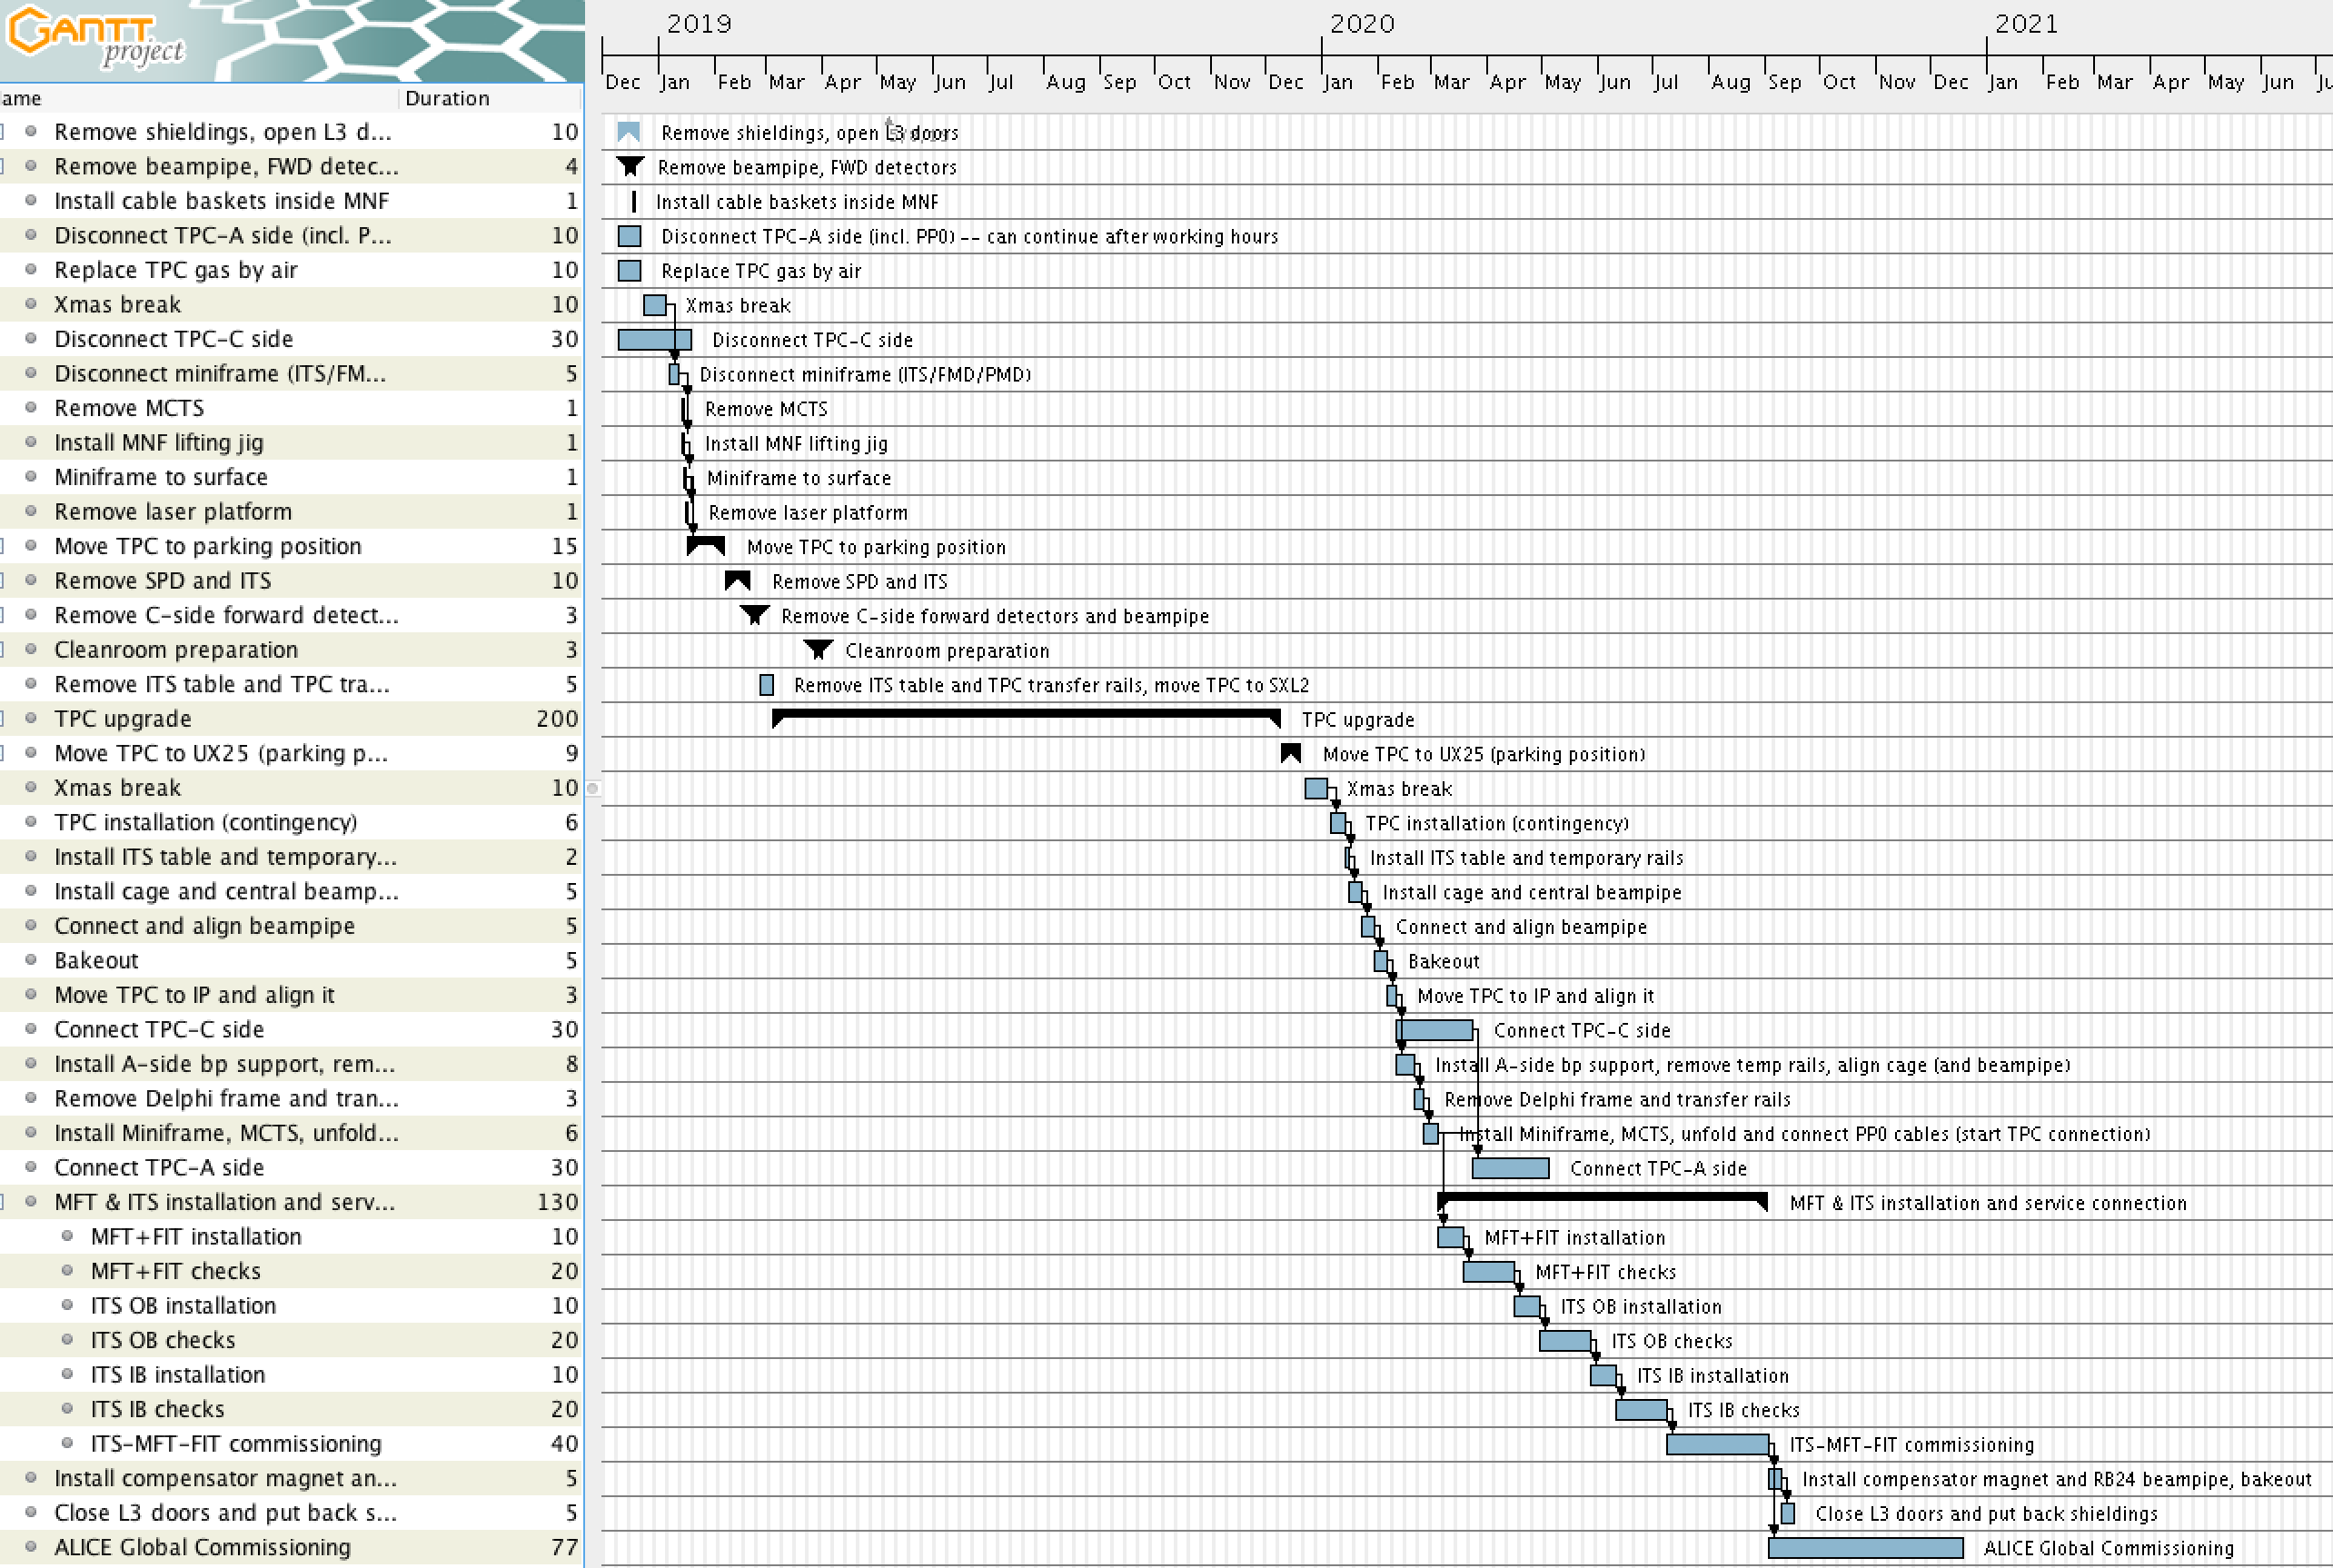 GANTT
project
2019 2020 2021
Dec Jan Feb Mar Apr May Jun Jul Aug Sep Oct Nov Dec Jan Feb Mar Apr May Jun Jul Aug Sep Oct Nov Dec Jan Feb Mar Apr May Jun Ju
ame Duration
Remove shieldings, open L3 d... 10 Remove shieldings, open L3 doors
Remove beampipe, FWD detec... 4 Remove beampipe, FWD detectors
Install cable baskets inside MNF 1 Install cable baskets inside MNF
Disconnect TPC-A side (incl. P... 10 Disconnect TPC-A side (incl. PP0) -- can continue after working hours
Replace TPC gas by air 10 Replace TPC gas by air
Xmas break 10 Xmas break
Disconnect TPC-C side 30 Disconnect TPC-C side
Disconnect miniframe (ITS/FM... 5 Disconnect miniframe (ITS/FMD/PMD)
Remove MCTS 1 Remove MCTS
Install MNF lifting jig 1 Install MNF lifting jig
Miniframe to surface 1 Miniframe to surface
Remove laser platform 1 Remove laser platform
Move TPC to parking position 15 Move TPC to parking position
Remove SPD and ITS 10 Remove SPD and ITS
Remove C-side forward detect... 3 Remove C-side forward detectors and beampipe
Cleanroom preparation 3 Cleanroom preparation
Remove ITS table and TPC tra... 5 Remove ITS table and TPC transfer rails, move TPC to SXL2
TPC upgrade 200 TPC upgrade
Move TPC to UX25 (parking p... 9 Move TPC to UX25 (parking position)
Xmas break 10 Xmas break
TPC installation (contingency) 6 TPC installation (contingency)
Install ITS table and temporary... 2 Install ITS table and temporary rails
Install cage and central beamp... 5 Install cage and central beampipe
Connect and align beampipe 5 Connect and align beampipe
Bakeout 5 Bakeout
Move TPC to IP and align it 3 Move TPC to IP and align it
Connect TPC-C side 30 Connect TPC-C side
Install A-side bp support, rem... 8 Install A-side bp support, remove temp rails, align cage (and beampipe)
Remove Delphi frame and tran... 3 Remove Delphi frame and transfer rails
Install Miniframe, MCTS, unfold... 6 Install Miniframe, MCTS, unfold and connect PP0 cables (start TPC connection)
Connect TPC-A side 30 Connect TPC-A side
MFT & ITS installation and serv... 130 MFT & ITS installation and service connection
MFT+FIT installation 10 MFT+FIT installation
MFT+FIT checks 20 MFT+FIT checks
ITS OB installation 10 ITS OB installation
ITS OB checks 20 ITS OB checks
ITS IB installation 10 ITS IB installation
ITS IB checks 20 ITS IB checks
ITS-MFT-FIT commissioning 40 ITS-MFT-FIT commissioning
Install compensator magnet an... 5 Install compensator magnet and RB24 beampipe, bakeout
Close L3 doors and put back s... 5 Close L3 doors and put back shieldings
ALICE Global Commissioning 77 ALICE Global Commissioning